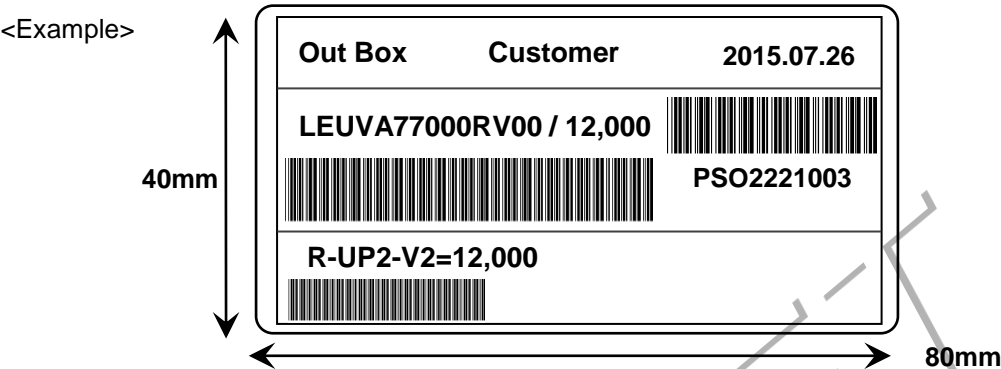 <Example>
Out Box Customer 2015.07.26
LEUVA77000RV00 / 12,000
40mm
PSO2221003
R-UP2-V2=12,000
80mm